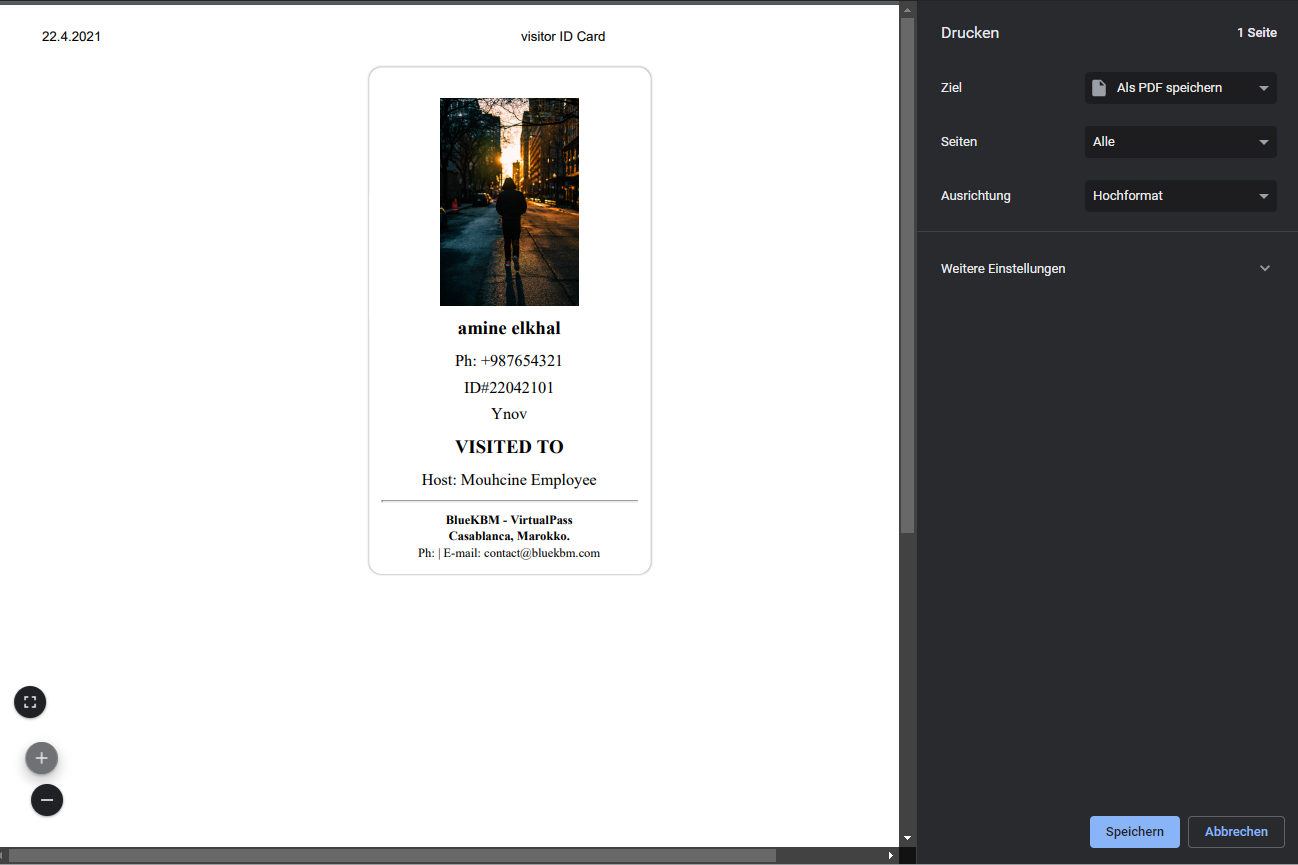 22.4.2021
visitor ID Card
amine elkhal
Ph: +987654321
ID#22042101
Ynov
VISITED TO
Host: Mouhcine Employee
BlueKBM - VirtualPass
Casablanca, Marokko.
Ph: | E-mail: contact@bluekbm.com
Drucken
1 Seite
Ziel
Als PDF speichern
Seiten
Alle
Ausrichtung
Hochformat
Weitere Einstellungen
Speichern
Abbrechen